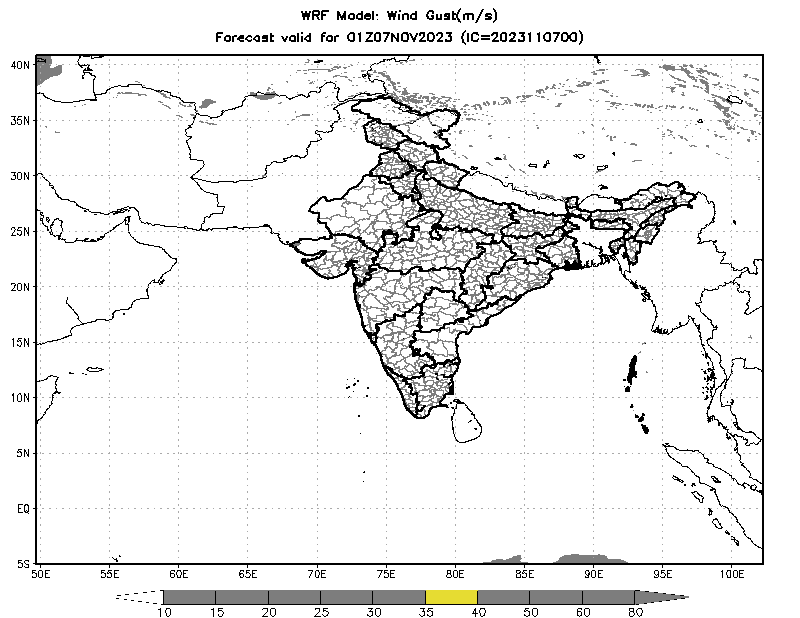 WRF Model: Wind Gust(m/s)
Forecast valid for 01Z07NOV2023 (IC=2023110700)
40N
35N
30N
25N
20N
15N
10N
5N
EQ
5S
50E 55E 60E 65E 70E 75E 80E 85E 90E 95E 100E
10 15 20 25 30 35 40 50 60 80